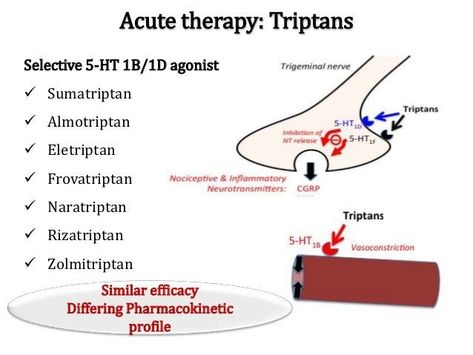 Acute therapy: Triptans
Selective 5-HT 1B/1D agonist
✓ Sumatriptan
✓ Almotriptan
✓ Eletriptan
✓ Frovatriptan
✓ Naratriptan
✓ Rizatriptan
✓ Zolmitriptan
Similar efficacy
Differing Pharmacokinetic
profile
Trigeminal nerve
Triptans
5-HT1D
5-HT1F
Inhibition of
NT release
Nociceptive & Inflammatory
Neurotransmitters: CGRP
Triptans
5-HT1B
Vasoconstriction